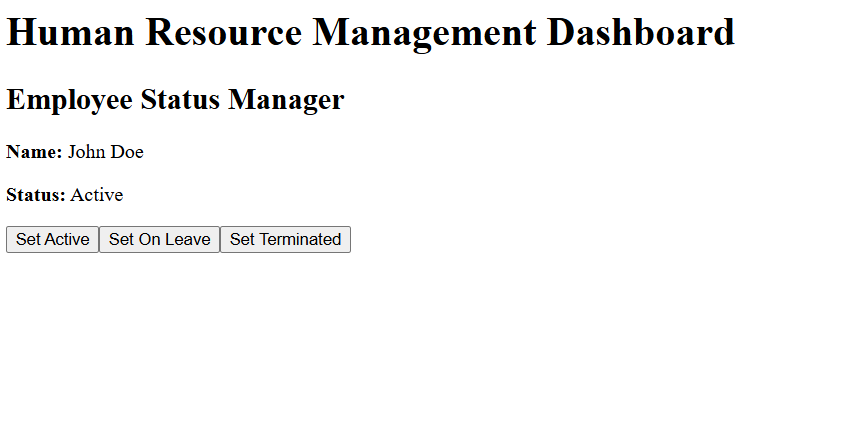 Human Resource Management Dashboard
Employee Status Manager
Name: John Doe
Status: Active
Set Active Set On Leave Set Terminated